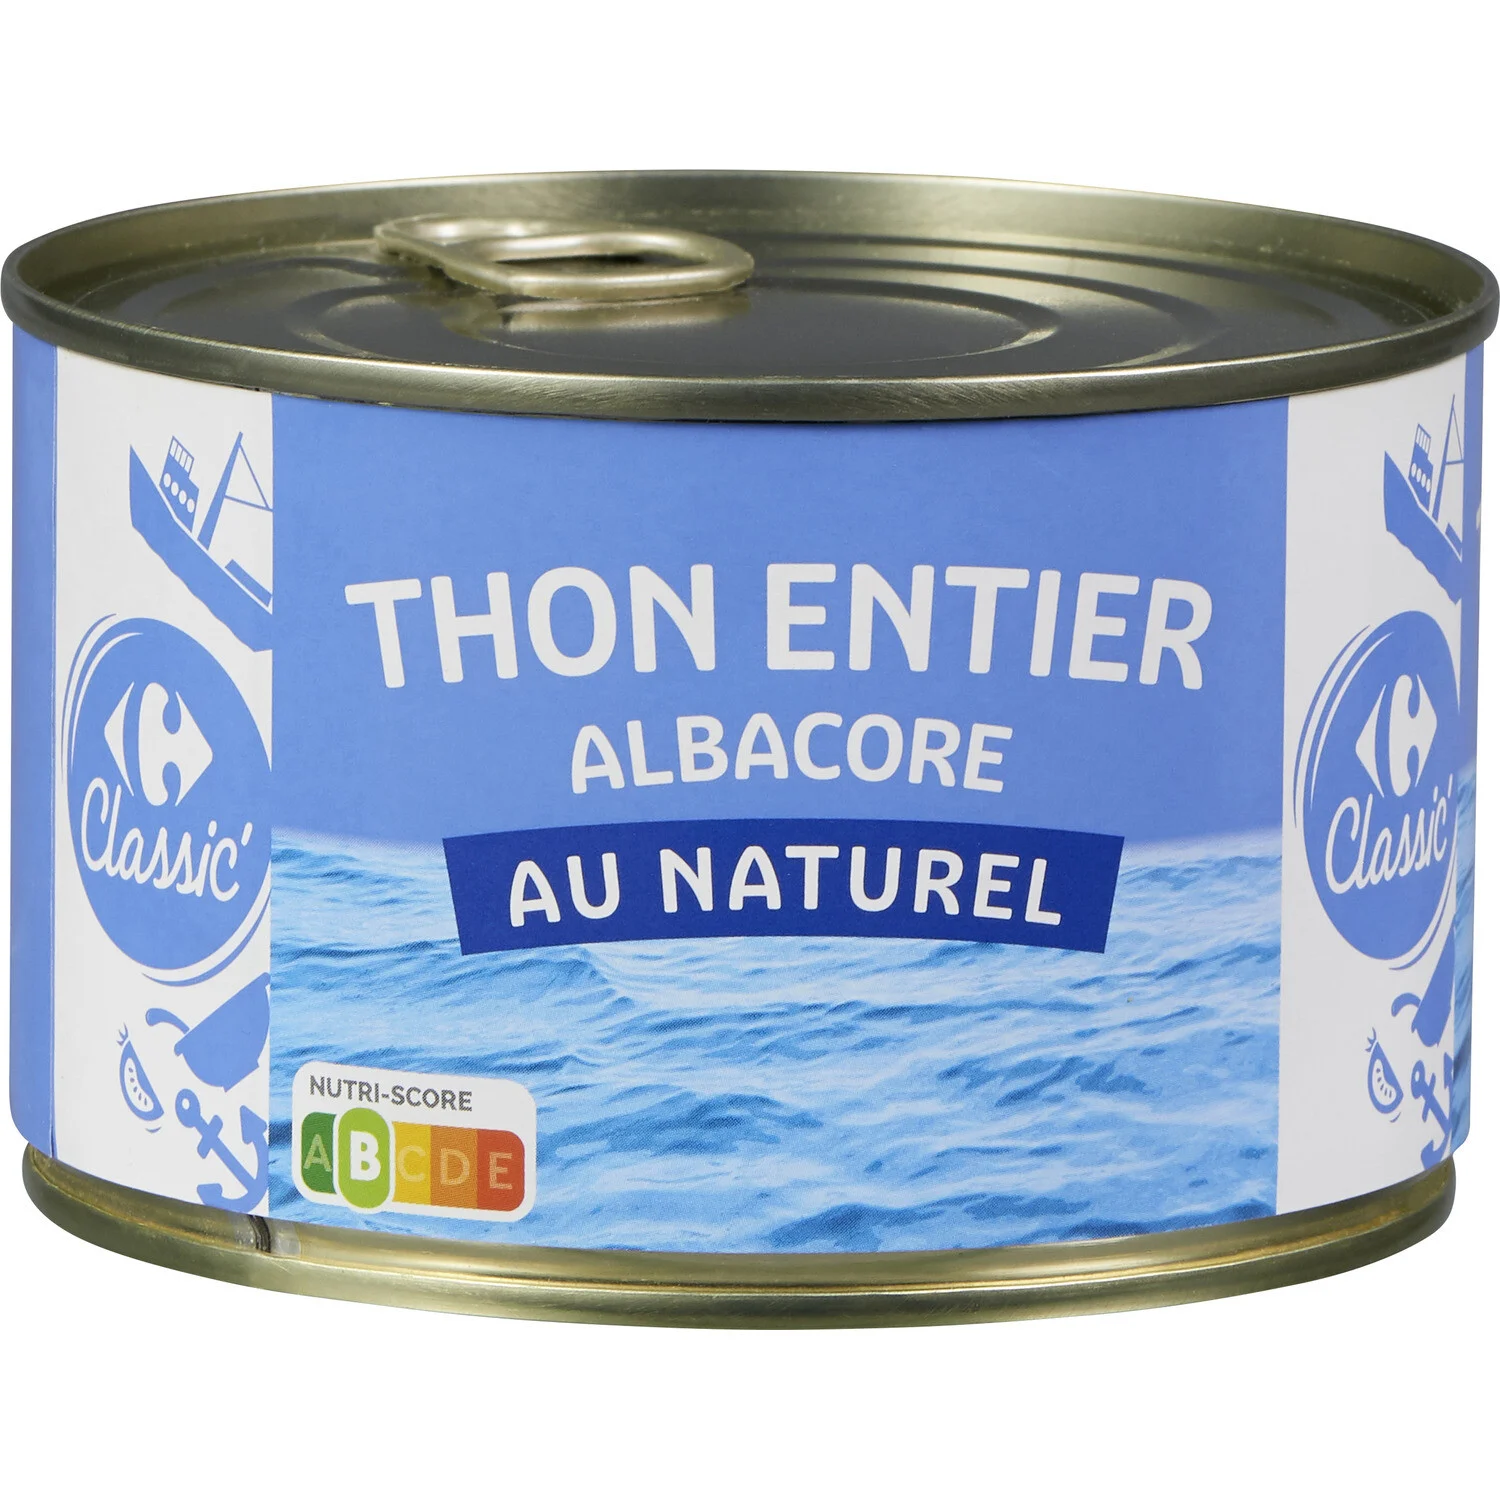 THON ENTIER
ALBACORE
AU NATUREL
Classic'
Classic'
NUTRI-SCORE
A B C D E